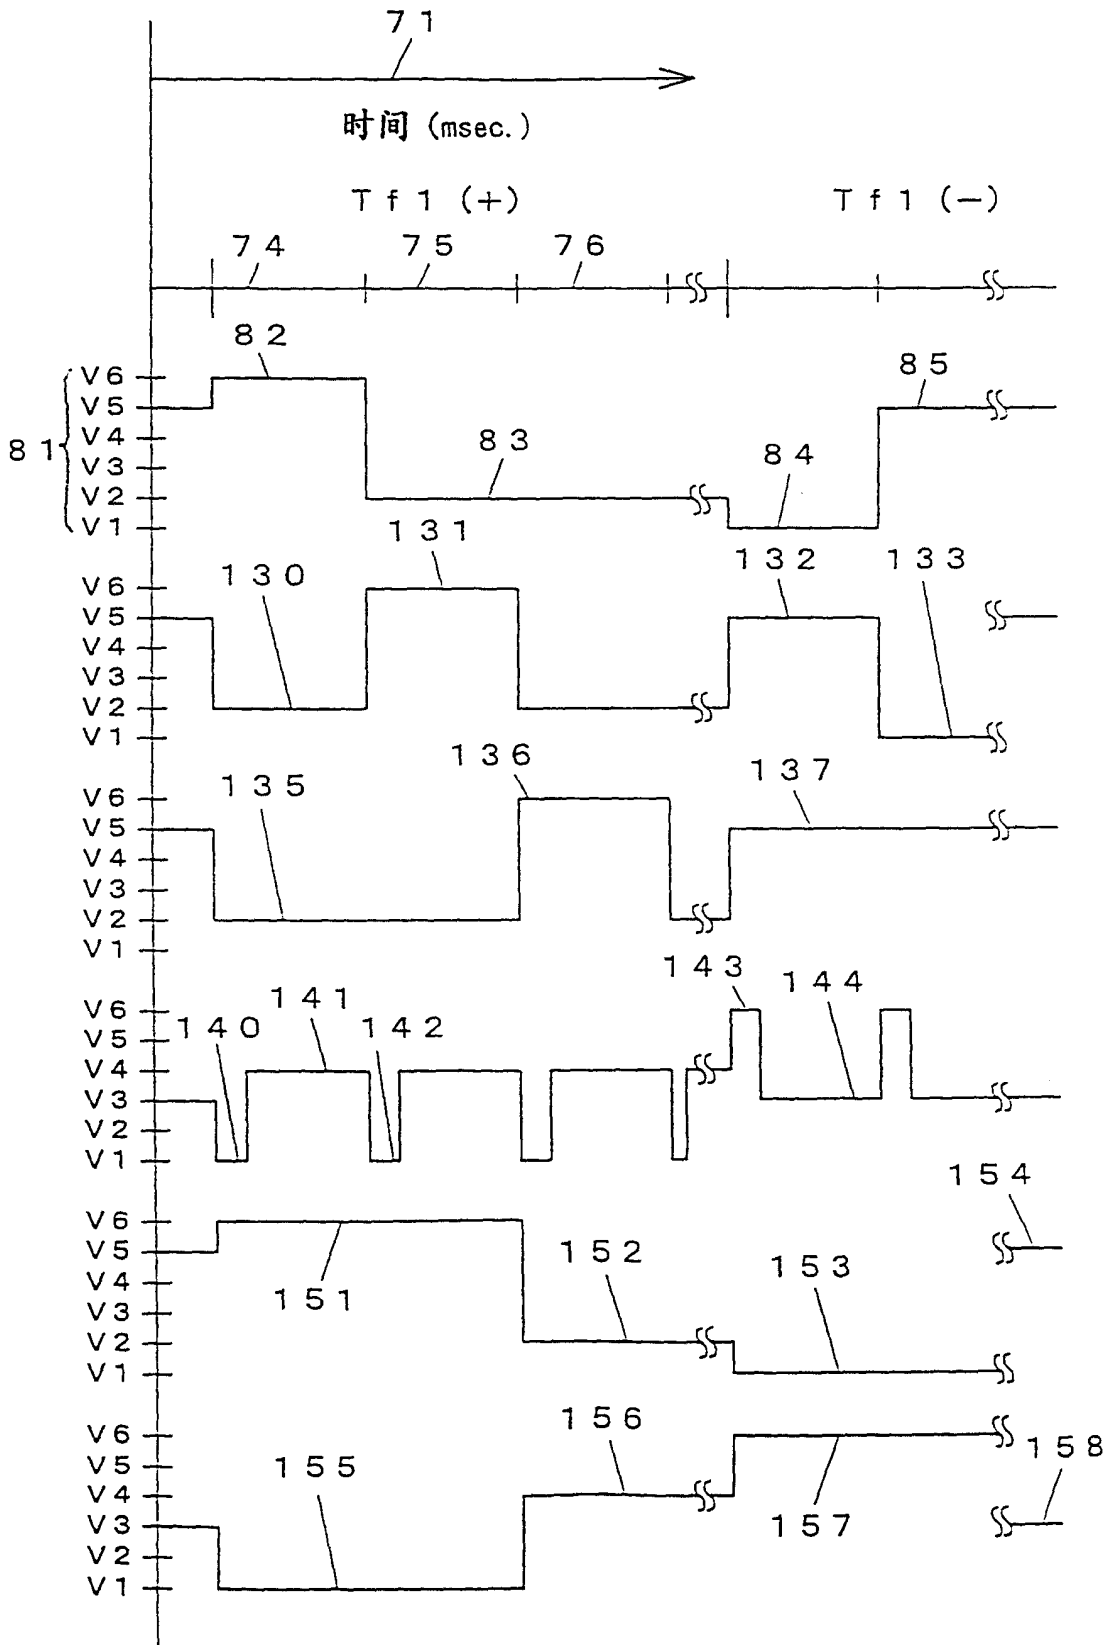 71
时间 (msec.)
Tf1 (+) Tf1 (−)
74 75 76
82
V6
V5 85
V4
81 83 84
V3
V2
V1
131
130 132 133
V6
V5
V4
V3
V2
V1
136 137
135
V6
V5
V4
V3
V2
V1
143
141 144
140 142
V6
V5
V4
V3
V2
V1
154
V6
V5
152 153
V4
151
V3
V2
V1
156
V6
V5 158
155
V4
157
V3
V2
V1